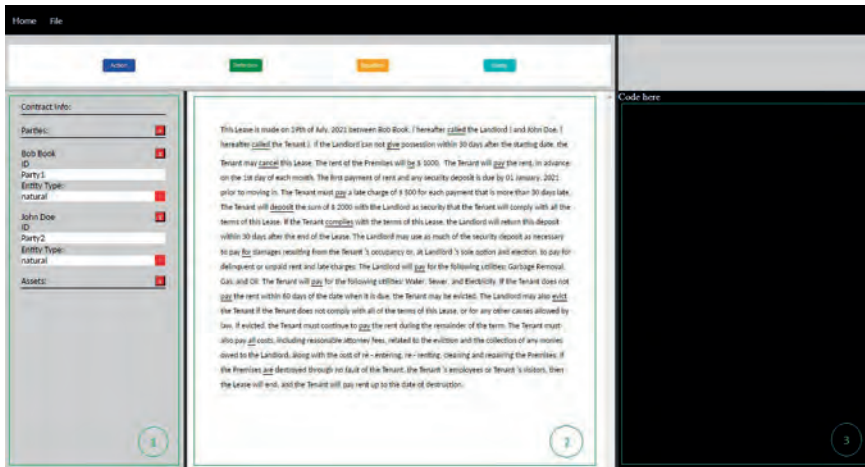 Home File
Action Definition Equation Event
Contract Info:
Parties:
Bob Book
ID
Party1
Entity Type:
natural
John Doe
ID
Party2
Entity Type:
natural
Assets:
1
This Lease is made on 19th of July, 2021 between Bob Book, ( hereafter called the Landlord ) and John Doe, (
hereafter called the Tenant ). If the Landlord can not give possession within 30 days after the starting date, the
Tenant may cancel this Lease. The rent of the Premises will be $ 1000. The Tenant will pay the rent, in advance
on the 1st day of each month. The first payment of rent and any security deposit is due by 01 January, 2021
prior to moving in. The Tenant must pay a late charge of $ 500 for each payment that is more than 30 days late.
The Tenant will deposit the sum of $ 2000 with the Landlord as security that the Tenant will comply with all the
terms of this Lease. If the Tenant complies with the terms of this Lease, the Landlord will return this deposit
within 30 days after the end of the Lease. The Landlord may use as much of the security deposit as necessary
to pay for damages resulting from the Tenant 's occupancy or, at Landlord 's sole option and election, to pay for
delinquent or unpaid rent and late charges. The Landlord will pay for the following utilities: Garbage Removal,
Gas, and Oil. The Tenant will pay for the following utilities: Water, Sewer, and Electricity. If the Tenant does not
pay the rent within 60 days of the date when it is due, the Tenant may be evicted. The Landlord may also evict
the Tenant if the Tenant does not comply with all of the terms of this Lease, or for any other causes allowed by
law. If evicted, the Tenant must continue to pay the rent during the remainder of the term. The Tenant must
also pay all costs, including reasonable attorney fees, related to the eviction and the collection of any monies
owed to the Landlord, along with the cost of re - entering, re - renting, cleaning and repairing the Premises. If
the Premises are destroyed through no fault of the Tenant, the Tenant 's employees or Tenant 's visitors, then
the Lease will end, and the Tenant will pay rent up to the date of destruction.
2
Code here
3